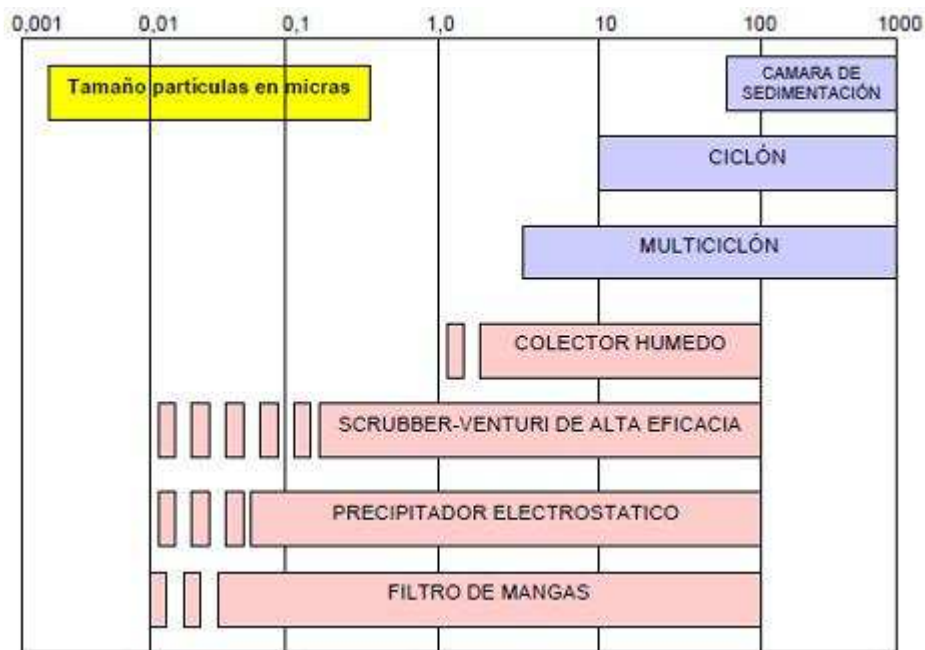 0,001 0,01 0,1 1,0 10 100 1000
Tamaño partículas en micras
CAMARA DE
SEDIMENTACIÓN
CICLÓN
MULTICICLÓN
COLECTOR HUMEDO
SCRUBBER-VENTURI DE ALTA EFICACIA
PRECIPITADOR ELECTROSTATICO
FILTRO DE MANGAS